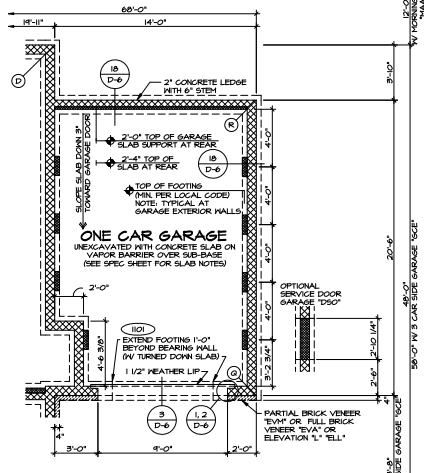 68'-0"
19'-11"
14'-0"
D
18
D-6
2" CONCRETE LEDGE
WITH 6" STEM
R
2'-0" TOP OF GARAGE
SLAB SUPPORT AT REAR
2'-4" TOP OF
SLAB AT REAR
18
D-6
SLOPE SLAB DOWN 3"
TOWARD GARAGE DOOR
TOP OF FOOTING
(MIN. PER LOCAL CODE)
NOTE: TYPICAL AT
GARAGE EXTERIOR WALLS
ONE CAR GARAGE
UNEXCAVATED WITH CONCRETE SLAB ON
VAPOR BARRIER OVER SUB-BASE
(SEE SPEC SHEET FOR SLAB NOTES)
2'-0"
4'-0"
4'-0"
4'-0"
4'-0"
3'-2 3/4"
3'-10"
20'-6"
48'-0"
58'-0" W/ 3 CAR SIDE GARAGE "GCE"
12'-0"
W/ MORNING
OPTIONAL
SERVICE DOOR
GARAGE "DSO"
2'-10 1/4"
2'-6"
4"
1101
EXTEND FOOTING 1'-0"
BEYOND BEARING WALL
(W/ TURNED DOWN SLAB)
4'-6 3/8"
1 1/2" WEATHER LIP
Q
3
D-6
1, 2
D-6
PARTIAL BRICK VENEER
"EVM" OR FULL BRICK
VENEER "EVA" OR
ELEVATION "L" "ELL"
4"
3'-0"
9'-0"
2'-0"
SIDE GARAGE "GCE"